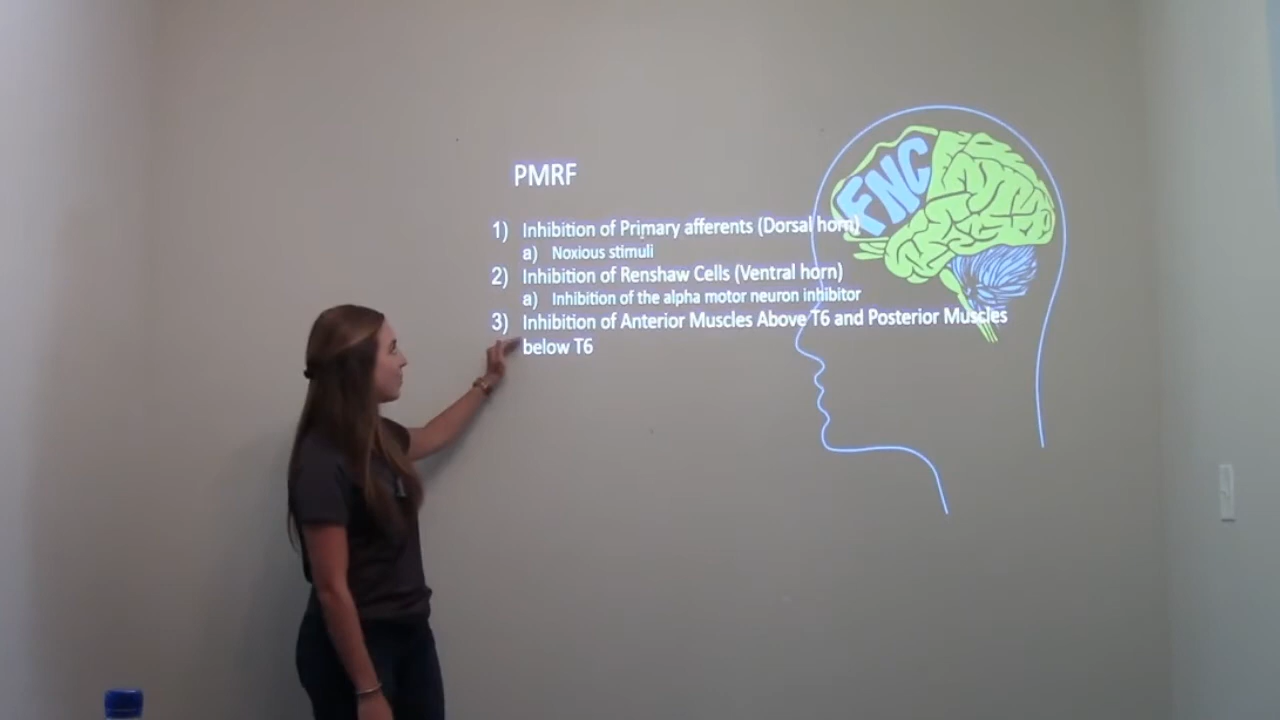 PMRF
FNC
1) Inhibition of Primary afferents (Dorsal horn)
a) Noxious stimuli
2) Inhibition of Renshaw Cells (Ventral horn)
a) Inhibition of the alpha motor neuron inhibitor
3) Inhibition of Anterior Muscles Above T6 and Posterior Muscles
below T6